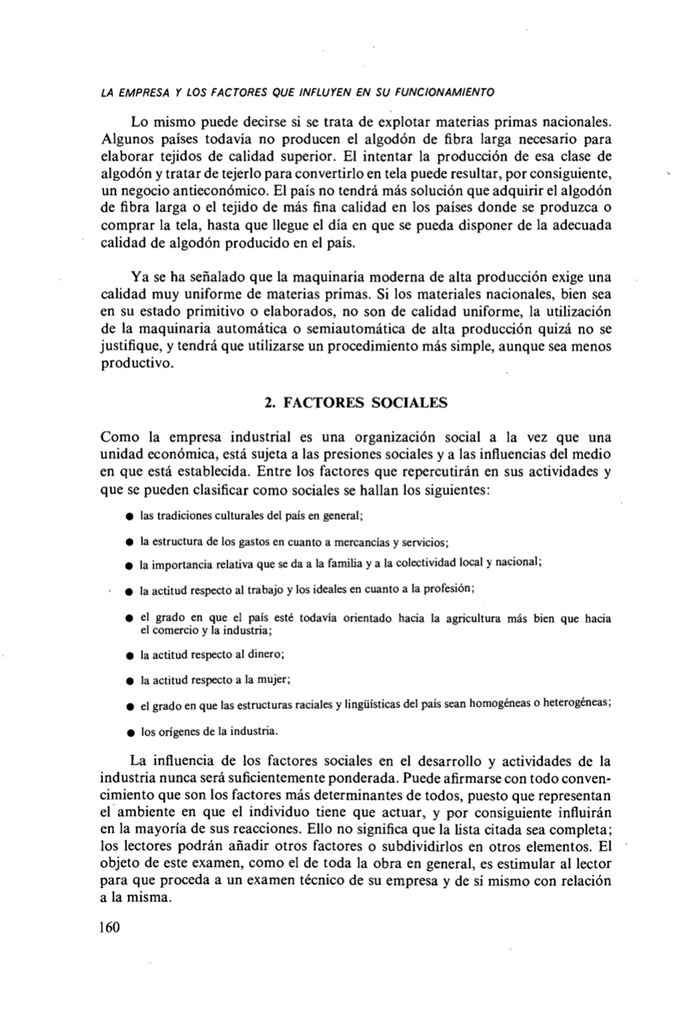 LA EMPRESA Y LOS FACTORES QUE INFLUYEN EN SU FUNCIONAMIENTO
Lo mismo puede decirse si se trata de explotar materias primas nacionales.
Algunos países todavía no producen el algodón de fibra larga necesario para
elaborar tejidos de calidad superior. El intentar la producción de esa clase de
algodón y tratar de tejerlo para convertirlo en tela puede resultar, por consiguiente,
un negocio antieconómico. El país no tendrá más solución que adquirir el algodón
de fibra larga o el tejido de más fina calidad en los países donde se produzca o
comprar la tela, hasta que llegue el día en que se pueda disponer de la adecuada
calidad de algodón producido en el país.
Ya se ha señalado que la maquinaria moderna de alta producción exige una
calidad muy uniforme de materias primas. Si los materiales nacionales, bien sea
en su estado primitivo o elaborados, no son de calidad uniforme, la utilización
de la maquinaria automática o semiautomática de alta producción quizá no se
justifique, y tendrá que utilizarse un procedimiento más simple, aunque sea menos
productivo.
2. FACTORES SOCIALES
Como la empresa industrial es una organización social a la vez que una
unidad económica, está sujeta a las presiones sociales y a las influencias del medio
en que está establecida. Entre los factores que repercutirán en sus actividades y
que se pueden clasificar como sociales se hallan los siguientes:
● las tradiciones culturales del país en general;
● la estructura de los gastos en cuanto a mercancías y servicios;
● la importancia relativa que se da a la familia y a la colectividad local y nacional;
● la actitud respecto al trabajo y los ideales en cuanto a la profesión;
● el grado en que el país esté todavía orientado hacia la agricultura más bien que hacia
el comercio y la industria;
● la actitud respecto al dinero;
● la actitud respecto a la mujer;
● el grado en que las estructuras raciales y lingüísticas del país sean homogéneas o heterogéneas;
● los orígenes de la industria.
La influencia de los factores sociales en el desarrollo y actividades de la
industria nunca será suficientemente ponderada. Puede afirmarse con todo conven-
cimiento que son los factores más determinantes de todos, puesto que representan
el ambiente en que el individuo tiene que actuar, y por consiguiente influirán
en la mayoría de sus reacciones. Ello no significa que la lista citada sea completa;
los lectores podrán añadir otros factores o subdividirlos en otros elementos. El
objeto de este examen, como el de toda la obra en general, es estimular al lector
para que proceda a un examen técnico de su empresa y de sí mismo con relación
a la misma.
160